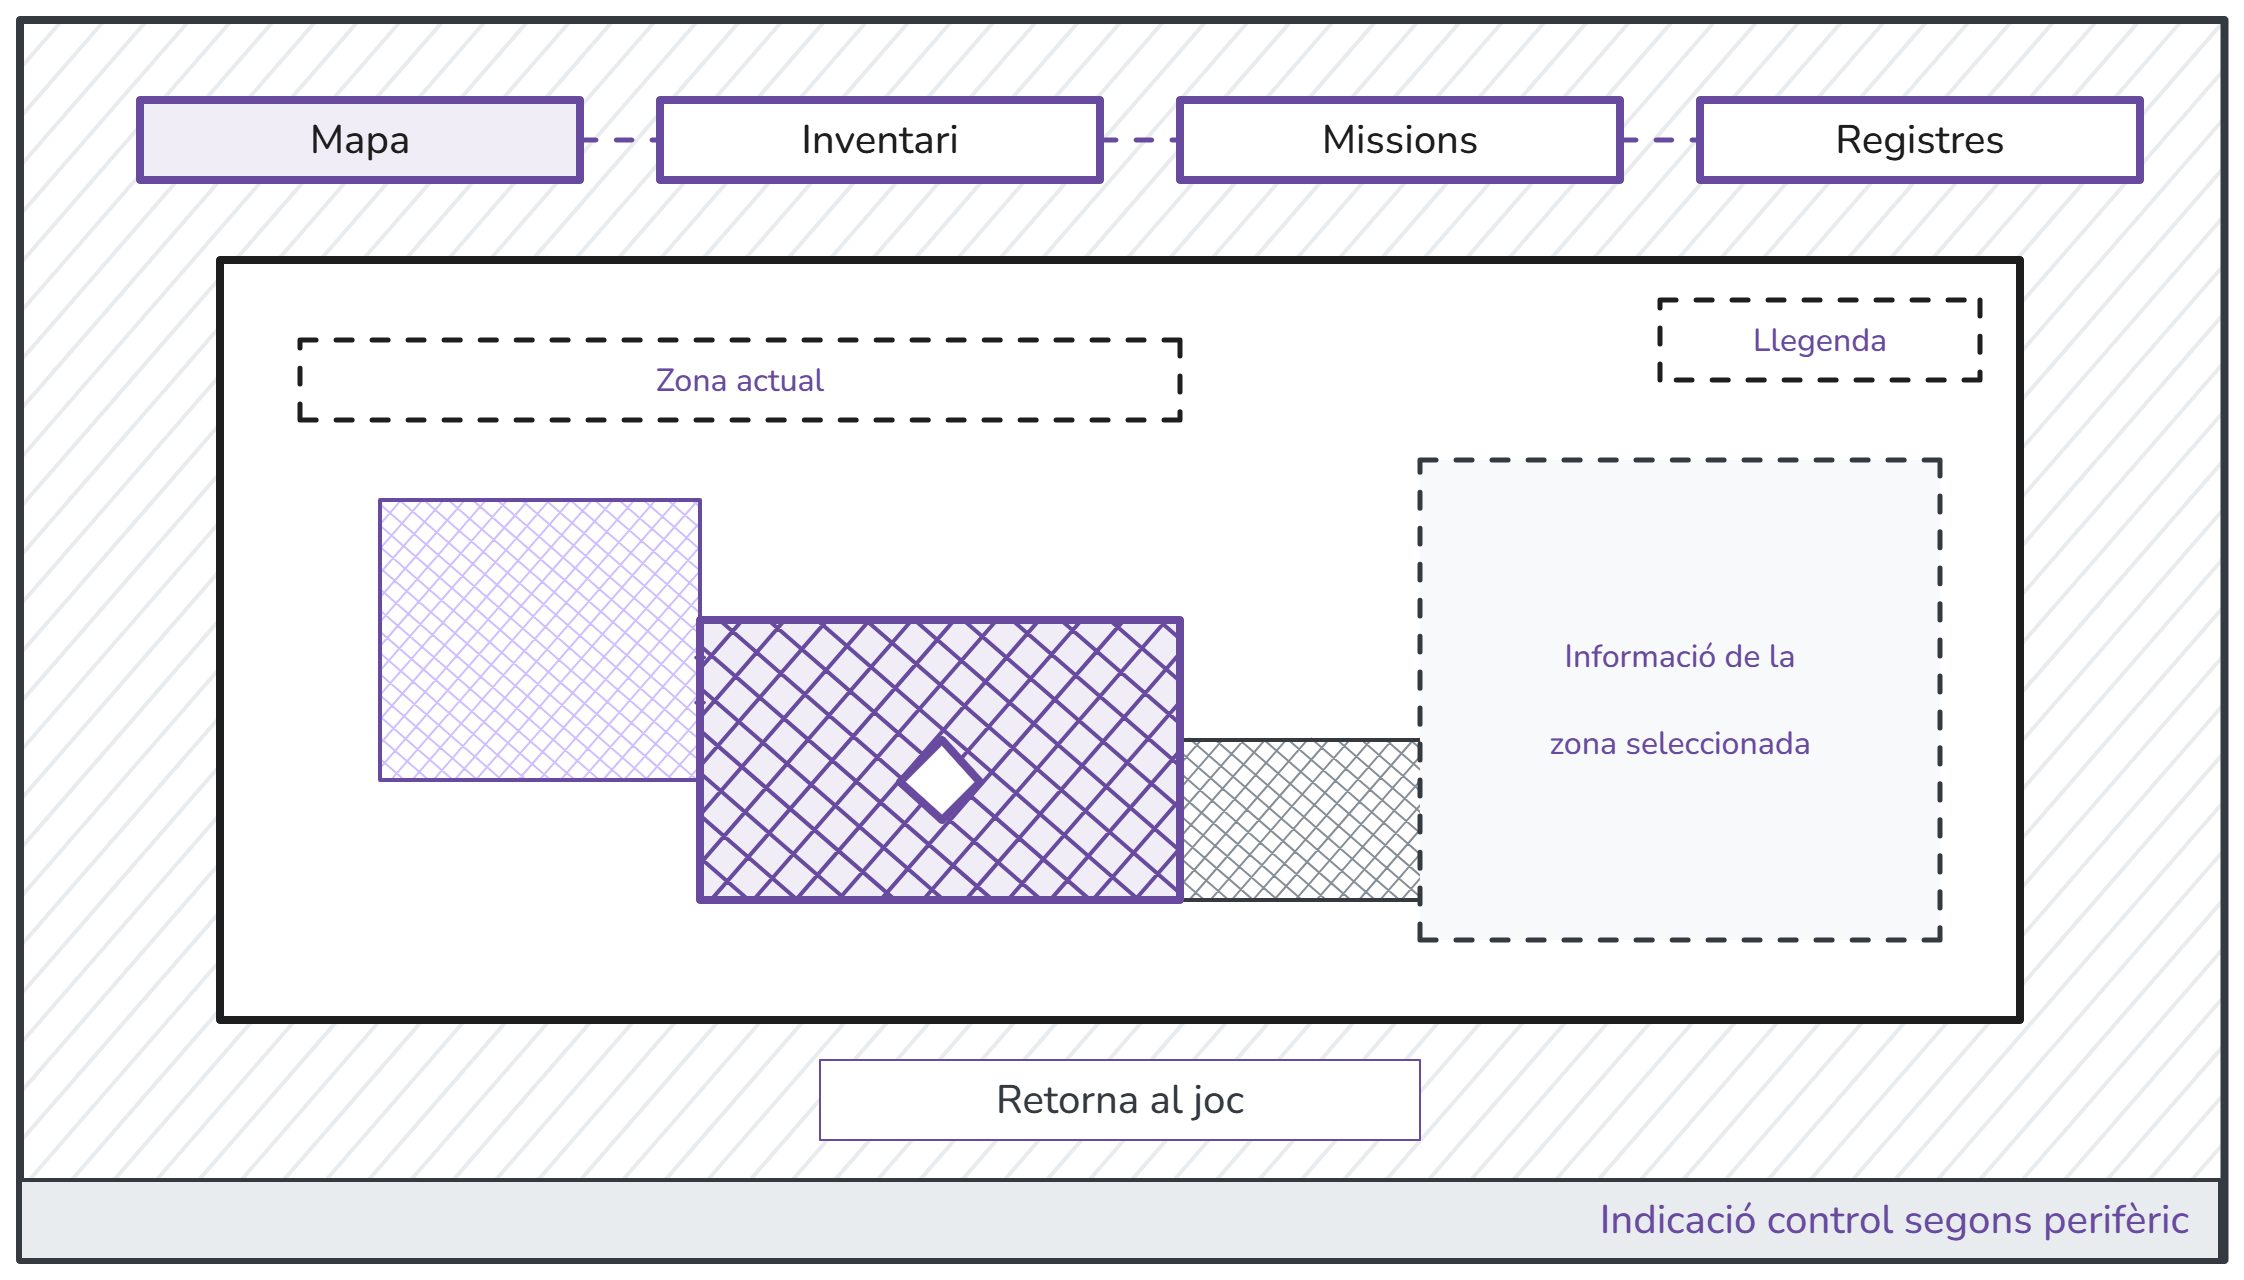 Mapa
Inventari
Missions
Registres
Llegenda
Zona actual
Informació de la
zona seleccionada
Retorna al joc
Indicació control segons perifèric